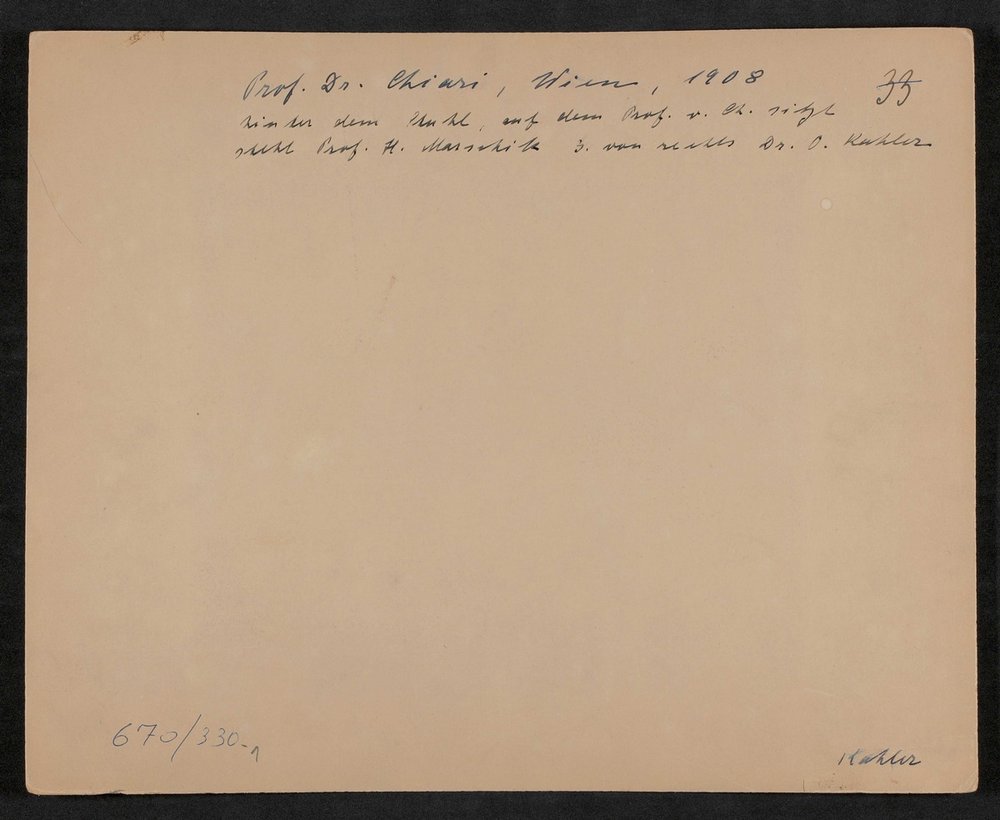 Prof. Dr. Chiari, Wien, 1908
33
hinter dem Stuhl, auf dem Prof. v. Ch. sitzt
steht Prof. H. Marschik 3. von rechts Dr. O. Kahler
670/330-1
Kahler